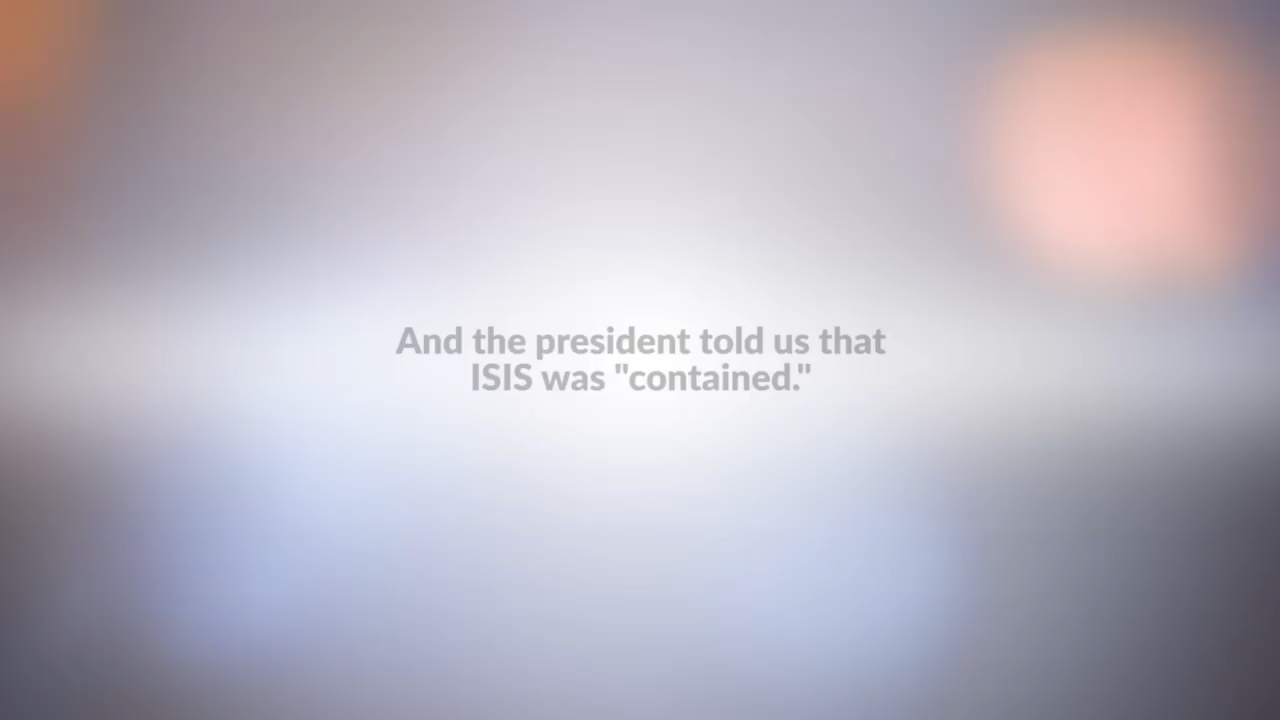 And the president told us that
ISIS was "contained."